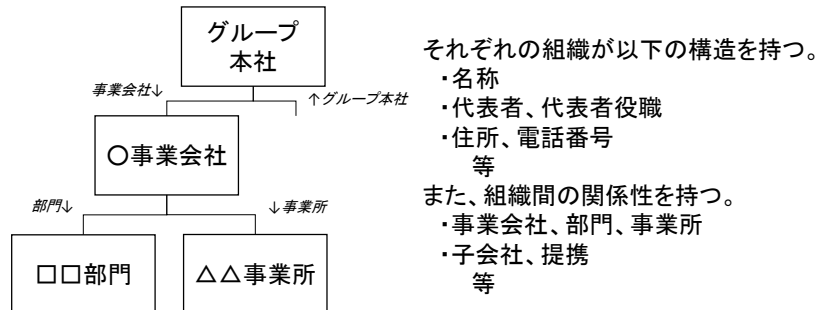 グループ
本社
事業会社↓
↑グループ本社
〇事業会社
部門↓
↓事業所
□□部門
△△事業所
それぞれの組織が以下の構造を持つ。
・名称
・代表者、代表者役職
・住所、電話番号
等
また、組織間の関係性を持つ。
・事業会社、部門、事業所
・子会社、提携
等